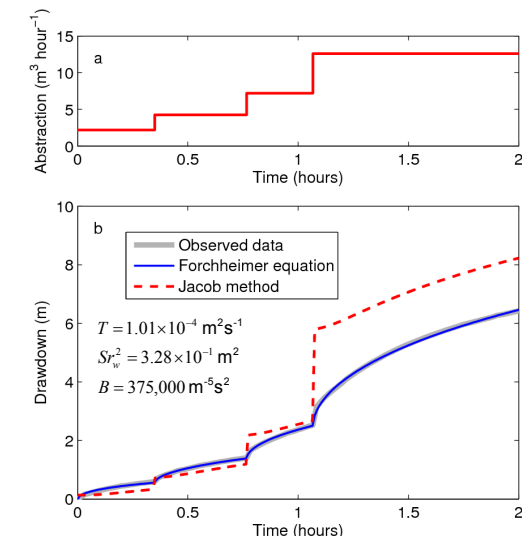 15
10
5
0
Abstraction (m³ hour⁻¹)
a
0 0.5 1 1.5 2
Time (hours)
10
8
6
4
2
0
Drawdown (m)
b
Observed data
Forchheimer equation
Jacob method
T = 1.01×10⁻⁴ m²s⁻¹
Sr_w² = 3.28×10⁻¹ m²
B = 375,000 m⁻⁵s²
0 0.5 1 1.5 2
Time (hours)